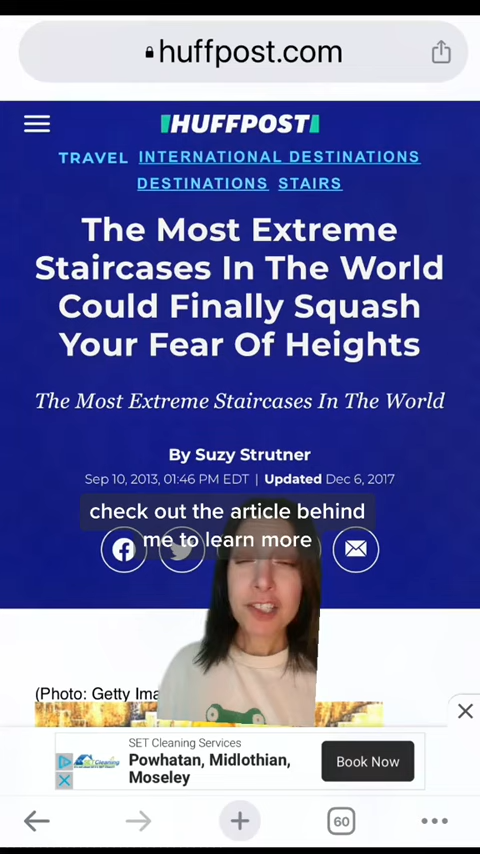 huffpost.com
HUFFPOST
TRAVEL INTERNATIONAL DESTINATIONS
DESTINATIONS STAIRS
The Most Extreme
Staircases In The World
Could Finally Squash
Your Fear Of Heights
The Most Extreme Staircases In The World
By Suzy Strutner
Sep 10, 2013, 01:46 PM EDT | Updated Dec 6, 2017
check out the article behind
me to learn more
(Photo: Getty Ima
SET Cleaning Services
Powhatan, Midlothian,
Moseley
Book Now
60